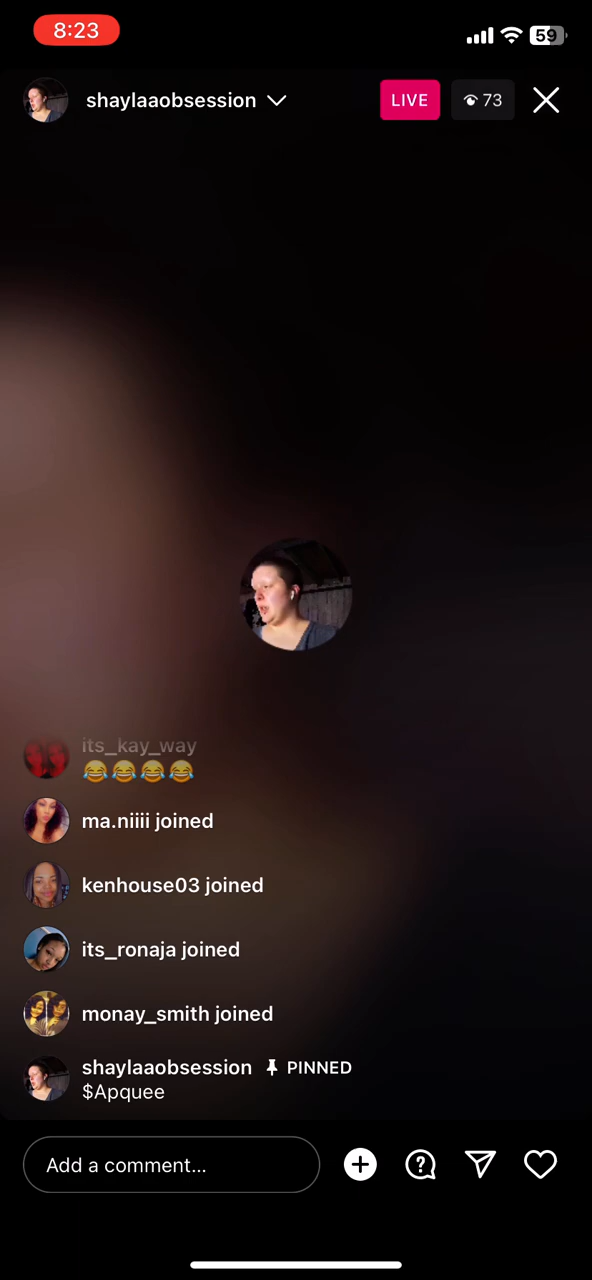 8:23
59
shaylaaobsession
LIVE
73
its_kay_way
😂😂😂😂
ma.niiii joined
kenhouse03 joined
its_ronaja joined
monay_smith joined
shaylaaobsession PINNED
$Apquee
Add a comment...